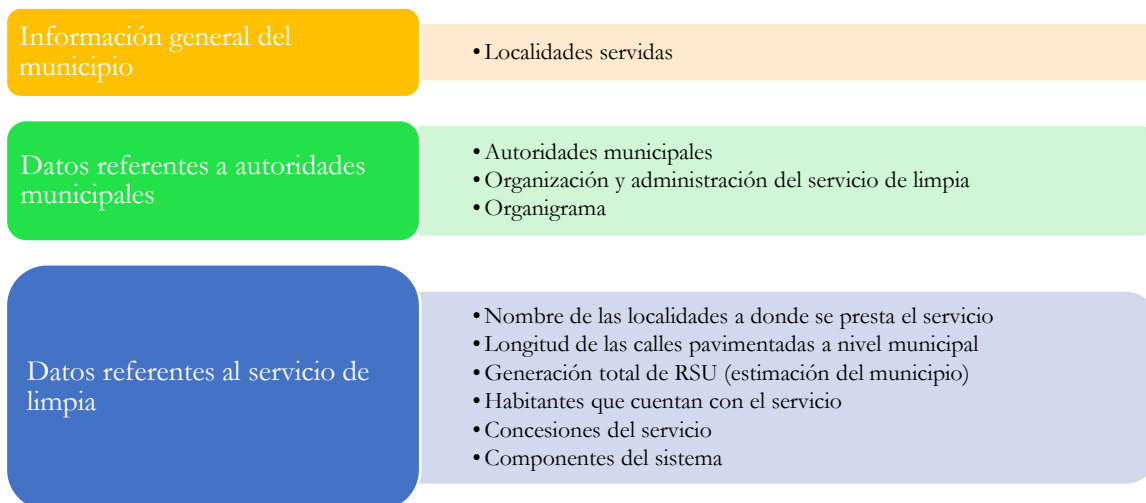 Información general del
municipio
• Localidades servidas
Datos referentes a autoridades
municipales
• Autoridades municipales
• Organización y administración del servicio de limpia
• Organigrama
Datos referentes al servicio de
limpia
• Nombre de las localidades a donde se presta el servicio
• Longitud de las calles pavimentadas a nivel municipal
• Generación total de RSU (estimación del municipio)
• Habitantes que cuentan con el servicio
• Concesiones del servicio
• Componentes del sistema